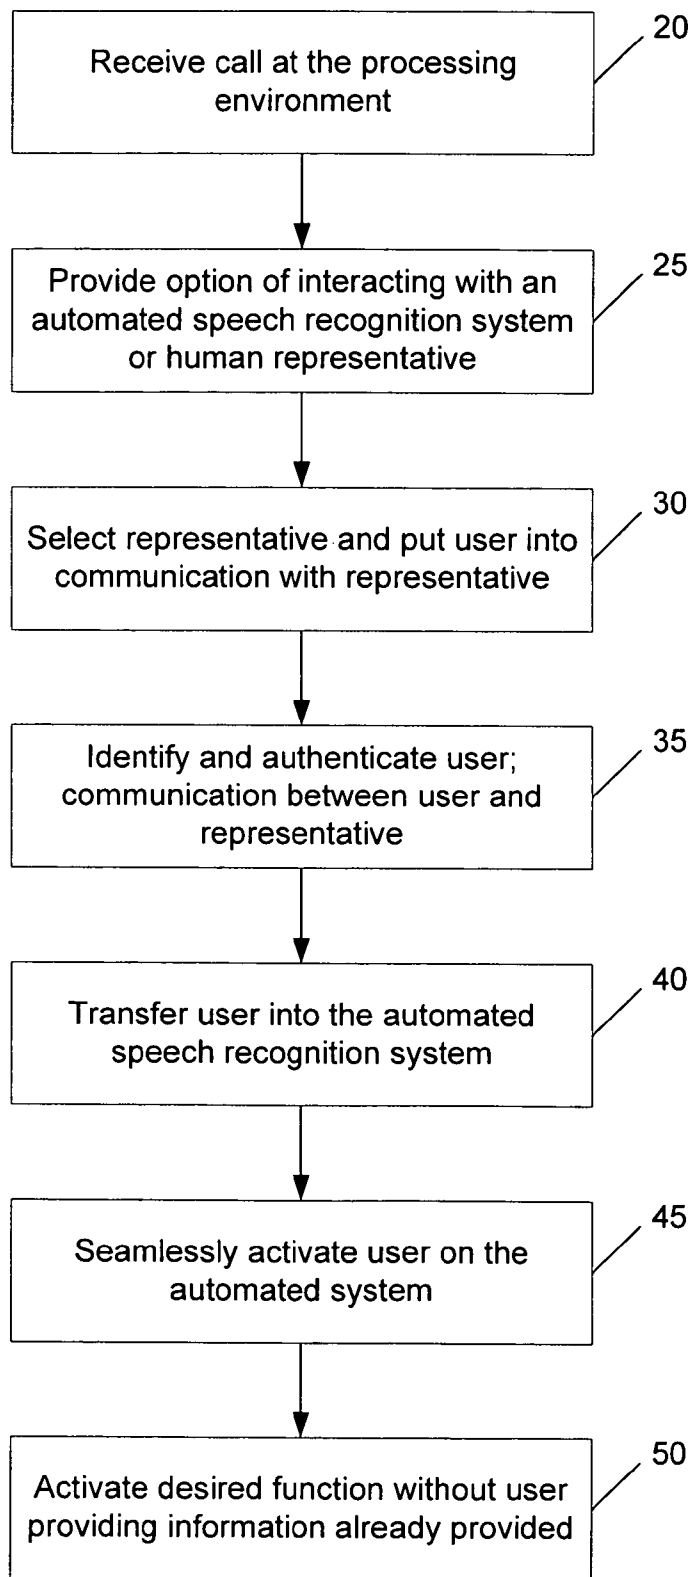 20
Receive call at the processing
environment
25
Provide option of interacting with an
automated speech recognition system
or human representative
30
Select representative and put user into
communication with representative
35
Identify and authenticate user;
communication between user and
representative
40
Transfer user into the automated
speech recognition system
45
Seamlessly activate user on the
automated system
50
Activate desired function without user
providing information already provided